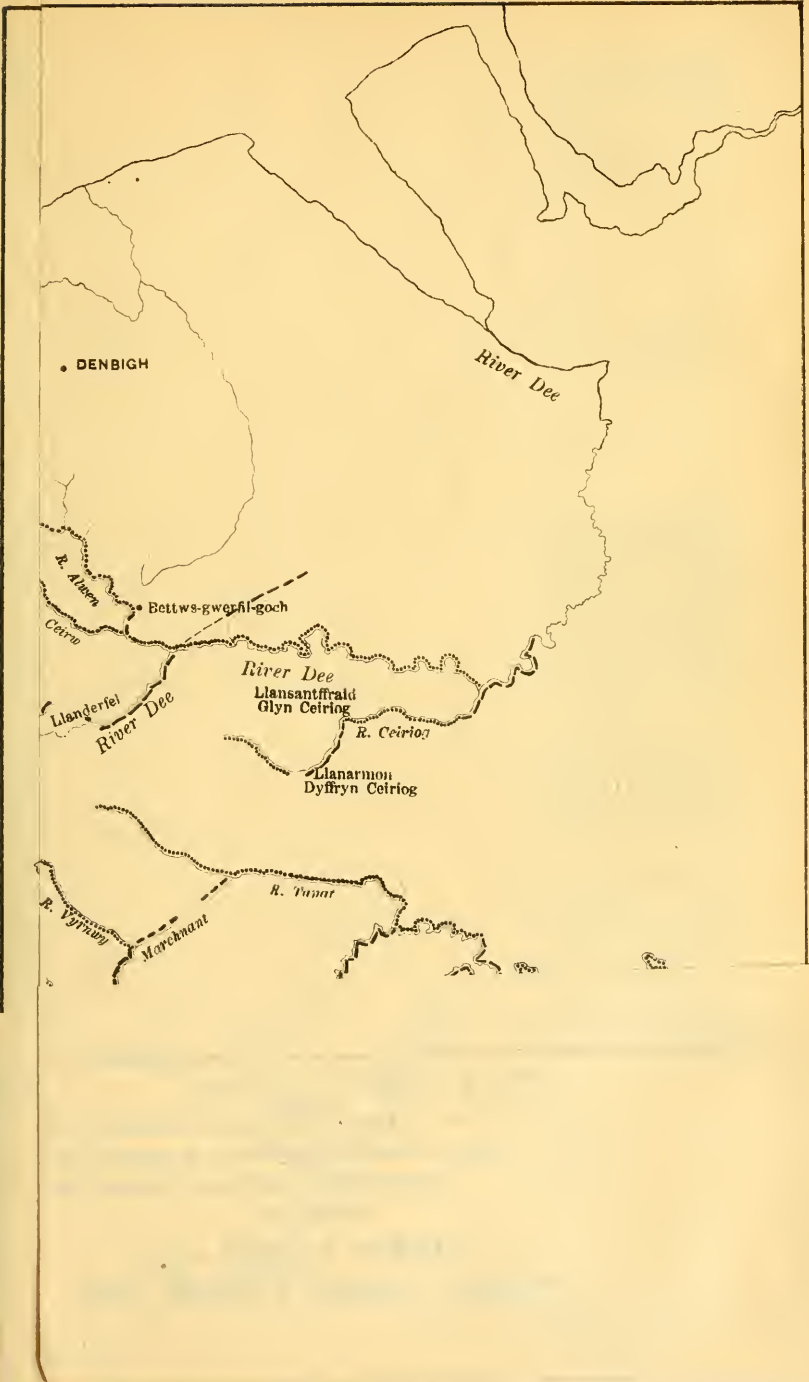 River Dee
DENBIGH
R. Alwen
Bettws-gwerfil-goch
Ceirw
River Dee
Llansantffraid
Glyn Ceiriog
Llanderfel
River Dee
R. Ceiriog
Llanarmon
Dyffryn Ceiriog
R. Tanat
R. Vyrnwy
Marchnant